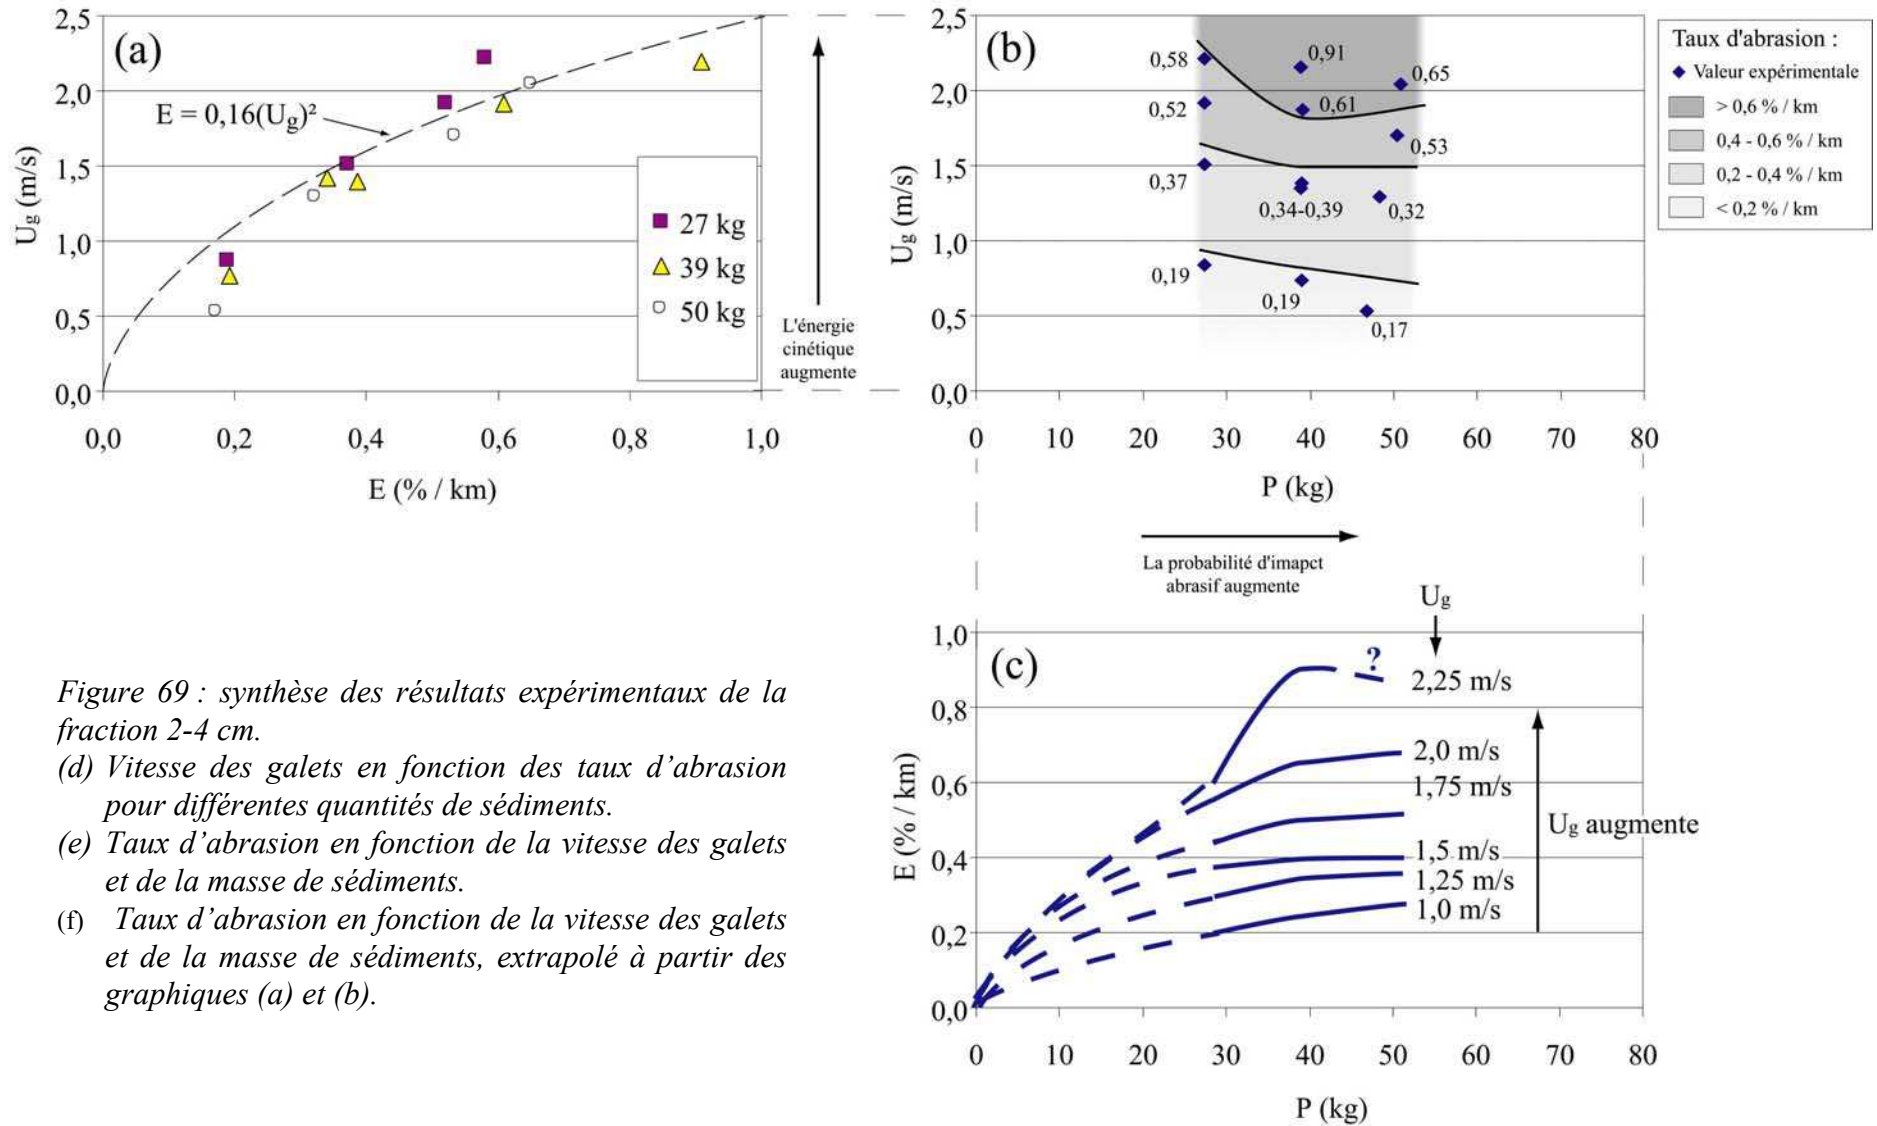 2,5
2,0
1,5
1,0
0,5
0,0
Ug (m/s)
(a)
E = 0,16(Ug)²
27 kg
39 kg
50 kg
0,0 0,2 0,4 0,6 0,8 1,0
E (% / km)
L'énergie
cinétique
augmente
2,5
2,0
1,5
1,0
0,5
0,0
Ug (m/s)
(b)
0,58
0,91
0,65
0,52
0,61
0,53
0,37
0,34-0,39
0,32
0,19
0,19
0,17
0 10 20 30 40 50 60 70 80
P (kg)
Taux d'abrasion :
Valeur expérimentale
> 0,6 % / km
0,4 - 0,6 % / km
0,2 - 0,4 % / km
< 0,2 % / km
La probabilité d'imapct
abrasif augmente
Ug
1,0
0,8
0,6
0,4
0,2
0,0
E (% / km)
(c)
?
2,25 m/s
2,0 m/s
1,75 m/s
1,5 m/s
1,25 m/s
1,0 m/s
Ug augmente
0 10 20 30 40 50 60 70 80
P (kg)
Figure 69 : synthèse des résultats expérimentaux de la
fraction 2-4 cm.
(d) Vitesse des galets en fonction des taux d’abrasion
pour différentes quantités de sédiments.
(e) Taux d’abrasion en fonction de la vitesse des galets
et de la masse de sédiments.
(f) Taux d’abrasion en fonction de la vitesse des galets
et de la masse de sédiments, extrapolé à partir des
graphiques (a) et (b).